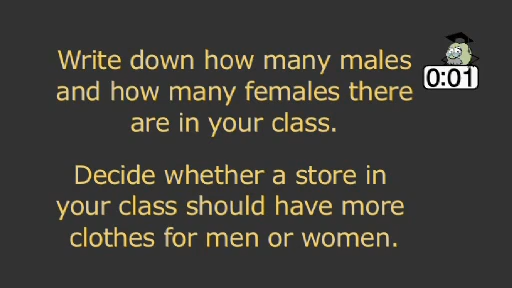 Write down how many males
and how many females there
are in your class.
0:01
Decide whether a store in
your class should have more
clothes for men or women.